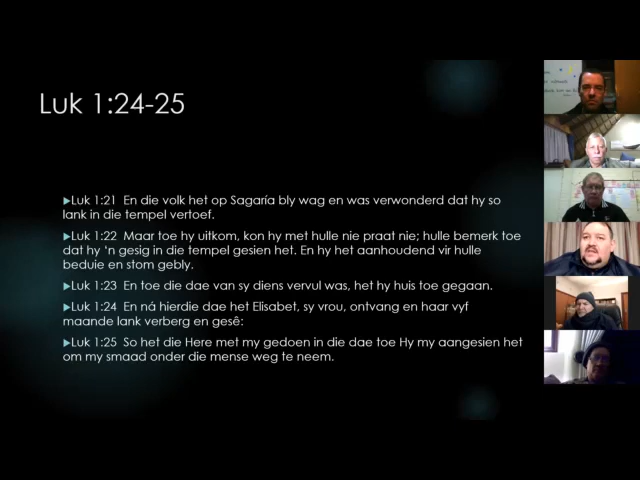 Luk 1:24-25
Luk 1:21 En die volk het op Sagaría bly wag en was verwonderd dat hy so
lank in die tempel vertoef.
Luk 1:22 Maar toe hy uitkom, kon hy met hulle nie praat nie; hulle bemerk toe
dat hy ‘n gesig in die tempel gesien het. En hy het aanhoudend vir hulle
beduie en stom gebly.
Luk 1:23 En toe die dae van sy diens vervul was, het hy huis toe gegaan.
Luk 1:24 En ná hierdie dae het Elisabet, sy vrou, ontvang en haar vyf
maande lank verberg en gesê:
Luk 1:25 So het die Here met my gedoen in die dae toe Hy my aangesien het
om my smaad onder die mense weg te neem.